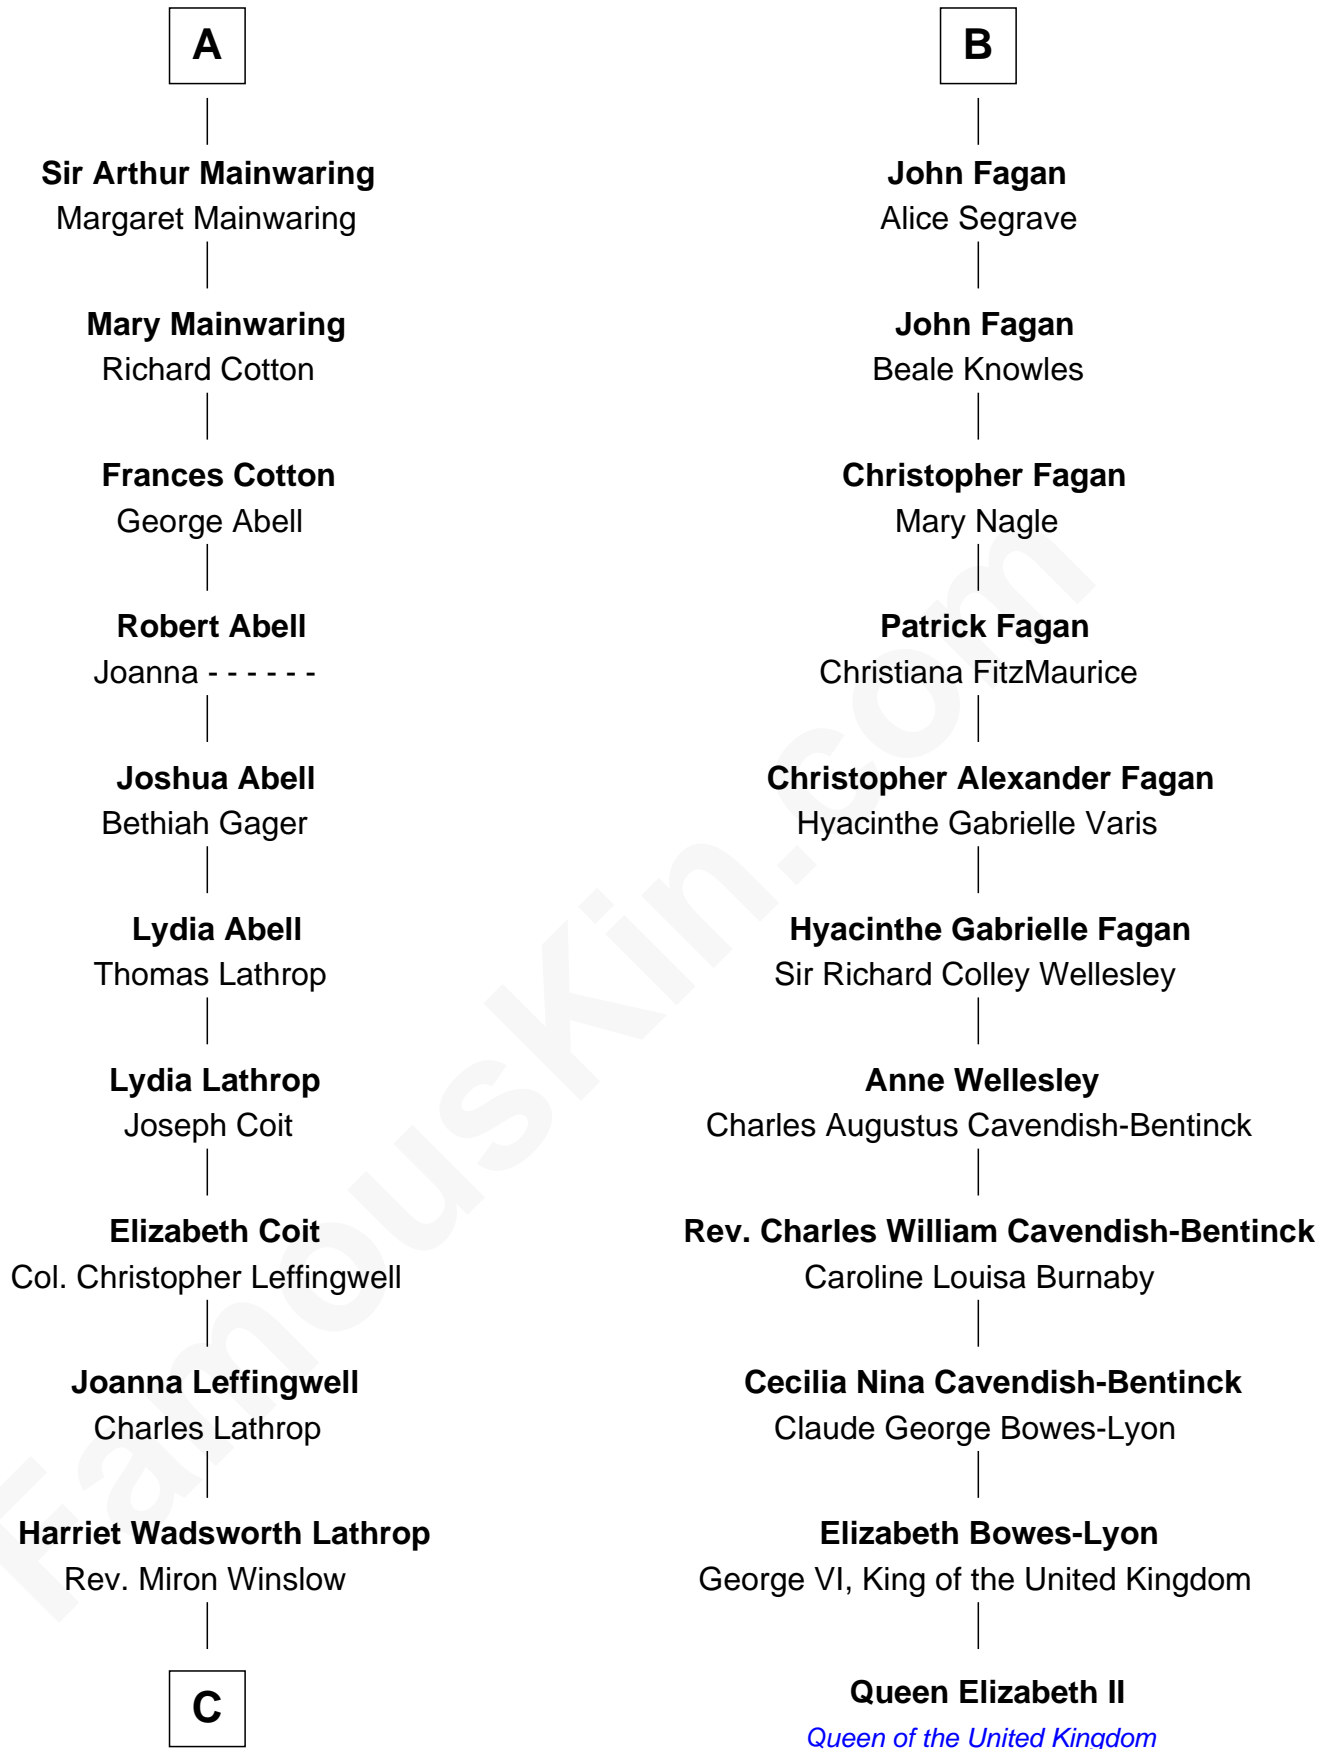 A
Sir Arthur Mainwaring
Margaret Mainwaring
Mary Mainwaring
Richard Cotton
Frances Cotton
George Abell
Robert Abell
Joanna - - - - - -
Joshua Abell
Bethiah Gager
Lydia Abell
Thomas Lathrop
Lydia Lathrop
Joseph Coit
Elizabeth Coit
Col. Christopher Leffingwell
Joanna Leffingwell
Charles Lathrop
Harriet Wadsworth Lathrop
Rev. Miron Winslow
C
B
John Fagan
Alice Segrave
John Fagan
Beale Knowles
Christopher Fagan
Mary Nagle
Patrick Fagan
Christiana FitzMaurice
Christopher Alexander Fagan
Hyacinthe Gabrielle Varis
Hyacinthe Gabrielle Fagan
Sir Richard Colley Wellesley
Anne Wellesley
Charles Augustus Cavendish-Bentinck
Rev. Charles William Cavendish-Bentinck
Caroline Louisa Burnaby
Cecilia Nina Cavendish-Bentinck
Claude George Bowes-Lyon
Elizabeth Bowes-Lyon
George VI, King of the United Kingdom
Queen Elizabeth II
Queen of the United Kingdom
FamousKin.com